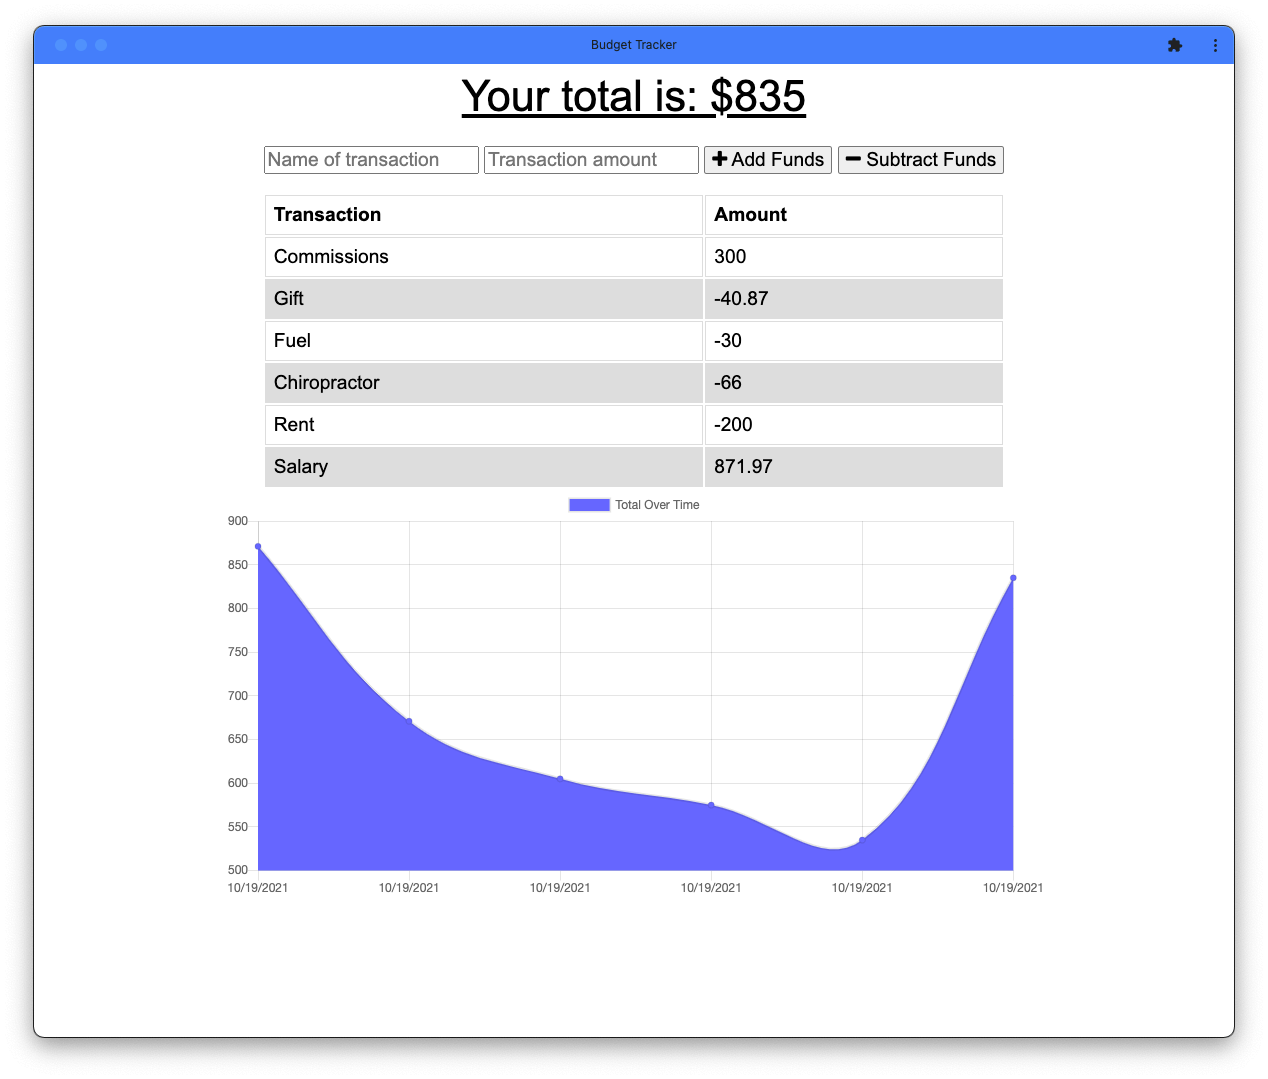 Budget Tracker
Your total is: $835
Name of transaction Transaction amount Add Funds Subtract Funds
Transaction Amount
Commissions 300
Gift -40.87
Fuel -30
Chiropractor -66
Rent -200
Salary 871.97
Total Over Time
900
850
800
750
700
650
600
550
500
10/19/2021 10/19/2021 10/19/2021 10/19/2021 10/19/2021 10/19/2021